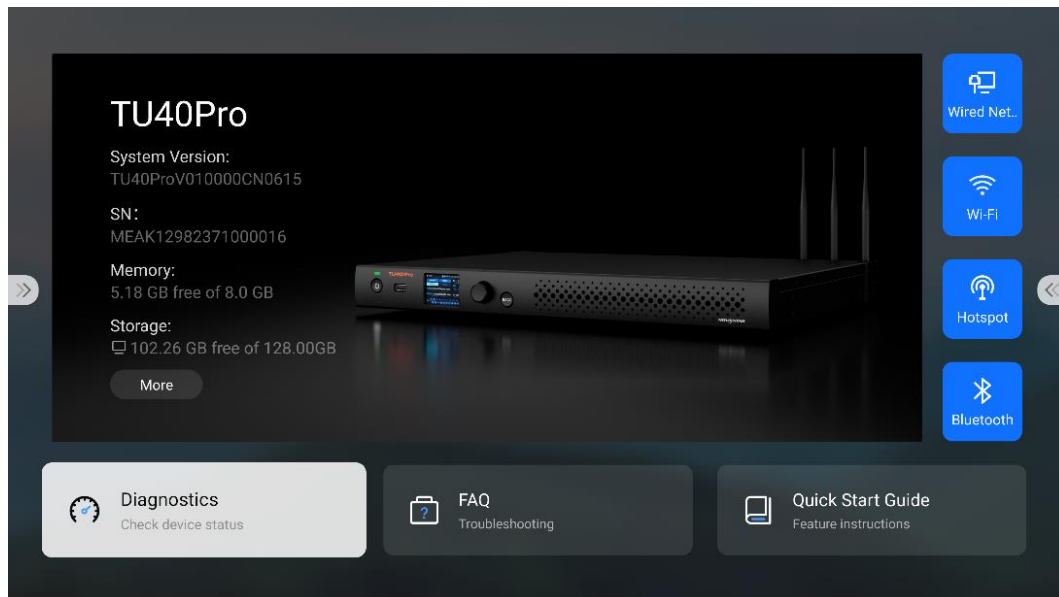 TU40Pro
System Version:
TU40ProV010000CN0615
SN:
MEAK12982371000016
Memory:
5.18 GB free of 8.0 GB
Storage:
102.26 GB free of 128.00GB
More
Wired Net..
Wi-Fi
Hotspot
Bluetooth
Diagnostics
Check device status
FAQ
Troubleshooting
Quick Start Guide
Feature instructions